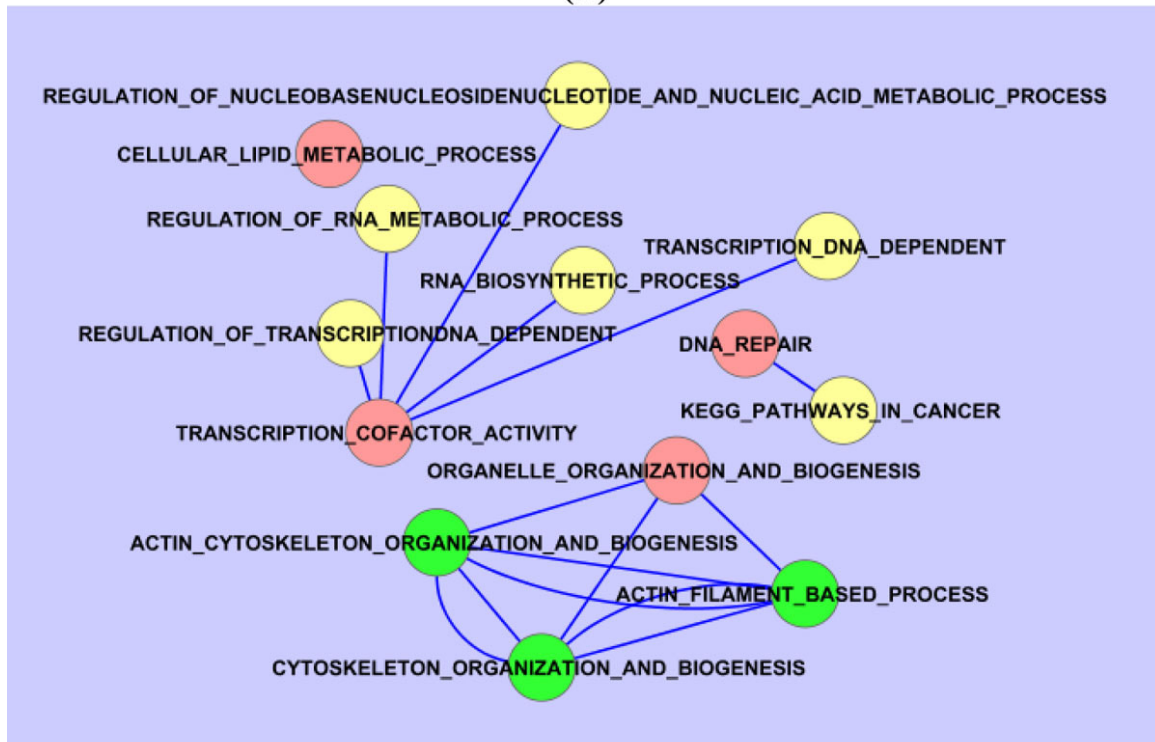 REGULATION_OF_NUCLEOBASENUCLEOSIDENUCLEOTIDE_AND_NUCLEIC_ACID_METABOLIC_PROCESS
CELLULAR_LIPID_METABOLIC_PROCESS
REGULATION_OF_RNA_METABOLIC_PROCESS
TRANSCRIPTION_DNA_DEPENDENT
RNA_BIOSYNTHETIC_PROCESS
REGULATION_OF_TRANSCRIPTIONDNA_DEPENDENT
DNA_REPAIR
KEGG_PATHWAYS_IN_CANCER
TRANSCRIPTION_COFACTOR_ACTIVITY
ORGANELLE_ORGANIZATION_AND_BIOGENESIS
ACTIN_CYTOSKELETON_ORGANIZATION_AND_BIOGENESIS
ACTIN_FILAMENT_BASED_PROCESS
CYTOSKELETON_ORGANIZATION_AND_BIOGENESIS